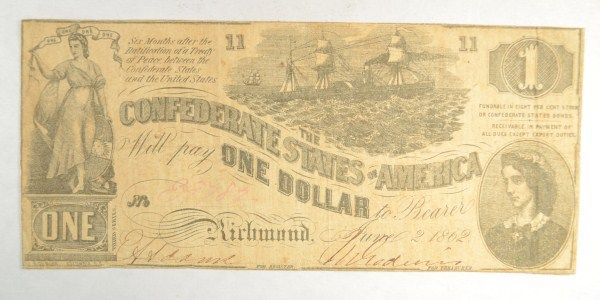 ONE ONE ONE
Six Months after the
Ratification of a Treaty
of Peace between the
Confederate States
and the United States.
11
11
1
FUNDABLE IN EIGHT PER CENT STOCK
OR CONFEDERATE STATES BONDS.
RECEIVABLE IN PAYMENT OF
ALL DUES EXCEPT EXPORT DUTIES.
THE
CONFEDERATE STATES OF AMERICA
Will pay ONE DOLLAR to Bearer
No
ONE
Richmond, June 2, 1862
FOR REGISTER
FOR TREASURER